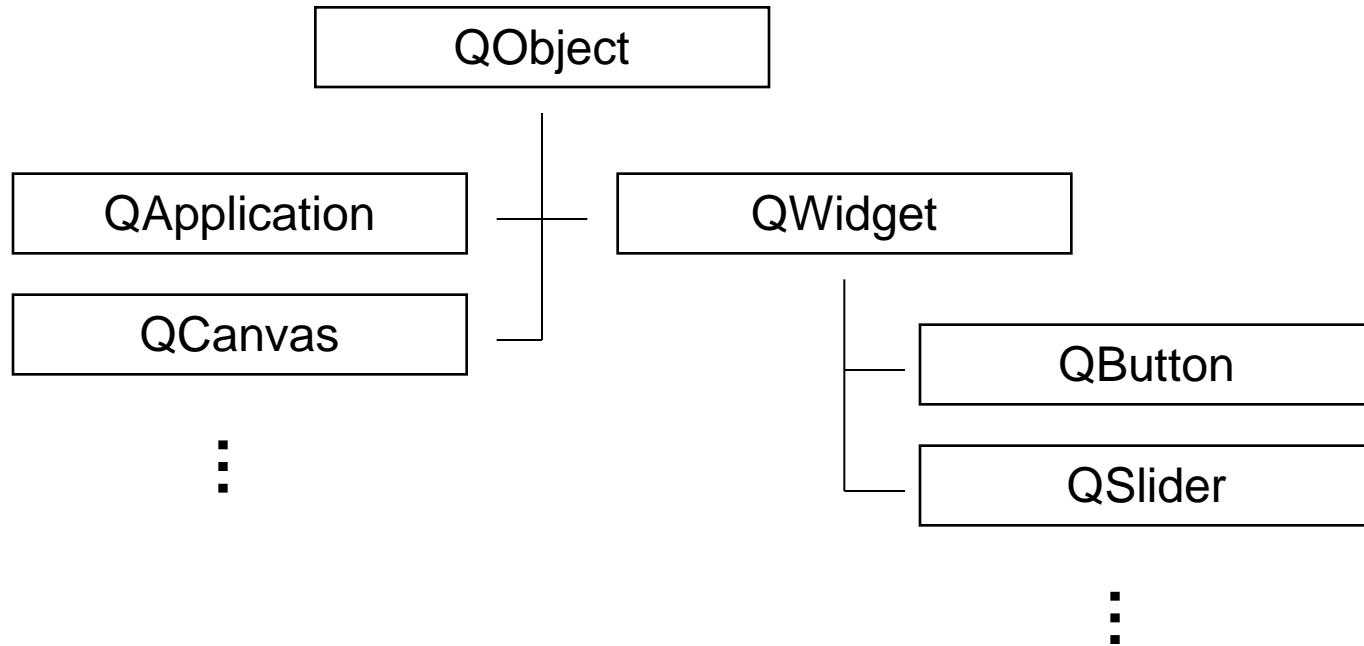 QObject
QApplication
QWidget
QCanvas
QButton
QSlider